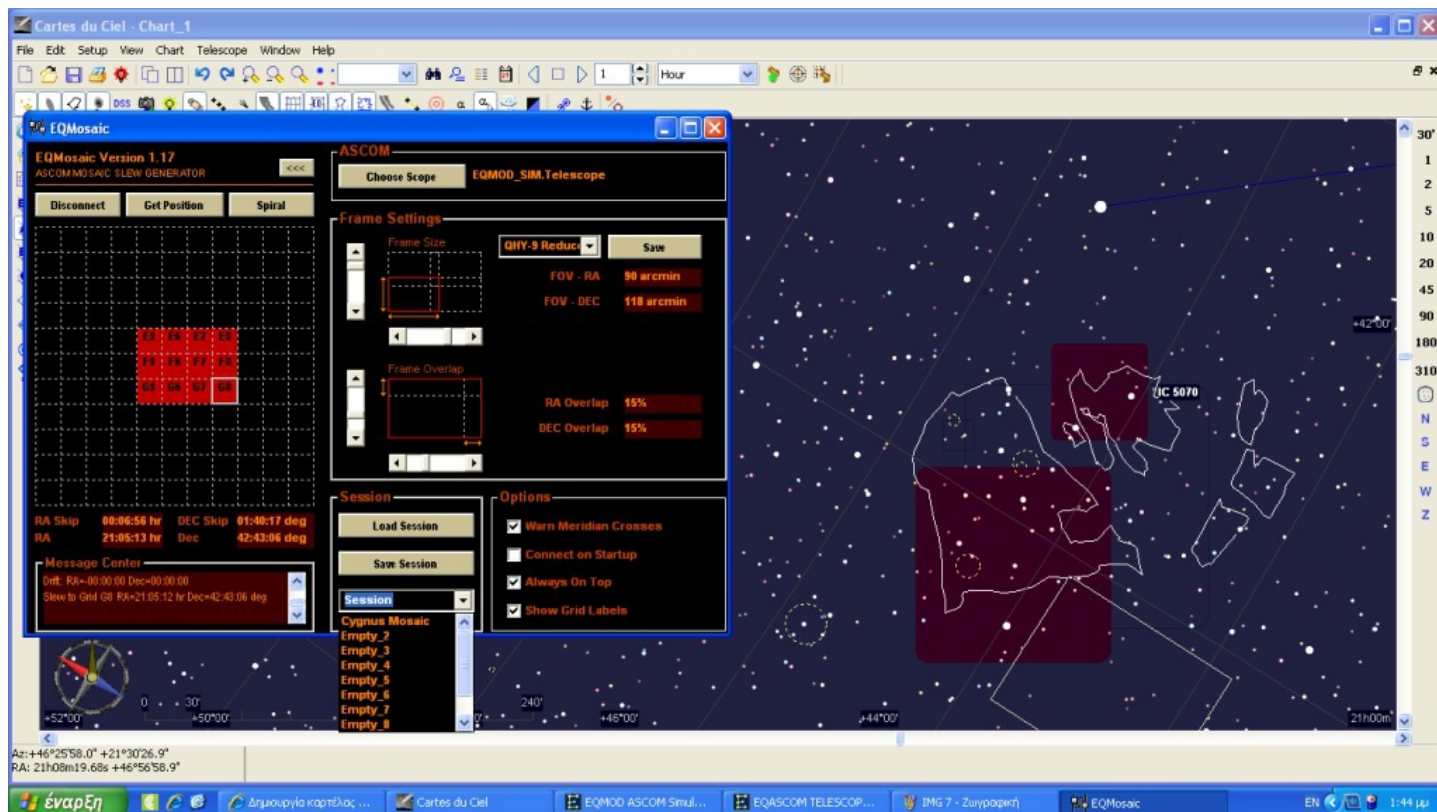 Cartes du Ciel - Chart_1
File Edit Setup View Chart Telescope Window Help
1 Hour
DSS
EQMosaic
EQMosaic Version 1.17
ASCOM MOSAIC SLEW GENERATOR
<<<
Disconnect Get Position Spiral
E5 E6 E7 E8
F5 F6 F7 F8
G5 G6 G7 G8
RA Skip 00:06:56 hr DEC Skip 01:40:17 deg
RA 21:05:13 hr Dec 42:43:06 deg
Message Center
Drift: RA=-00:00:00 Dec=00:00:00
Slew to Grid G8 RA=21:05:12 hr Dec=42:43:06 deg
ASCOM
Choose Scope EQMOD_SIM.Telescope
Frame Settings
Frame Size
QHY-9 Reduc Save
FOV - RA 90 arcmin
FOV - DEC 118 arcmin
Frame Overlap
RA Overlap 15%
DEC Overlap 15%
Session
Load Session
Save Session
Session
Cygnus Mosaic
Empty_2
Empty_3
Empty_4
Empty_5
Empty_6
Empty_7
Empty_8
Options
Warn Meridian Crosses
Connect on Startup
Always On Top
Show Grid Labels
IC 5070
+42°00'
30'
1
2
5
10
20
45
90
180
310
N
S
E
W
Z
0 30'
240'
+52°00' +50°00' +46°00' +44°00' 21h00m
Az:+46°25'58.0" +21°30'26.9"
RA: 21h08m19.68s +46°56'58.9"
έναρξη
Δημιουργία καρτέλας ...
Cartes du Ciel
EQMOD ASCOM Simul...
EQASCOM TELESCOP...
IMG 7 - Ζωγραφική
EQMosaic
EN
1:44 μμ